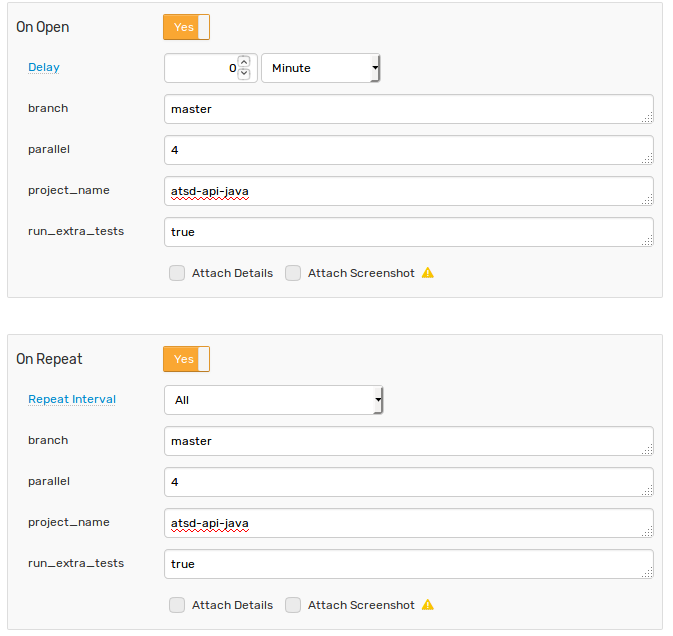 On Open Yes
Delay 0 Minute
branch master
parallel 4
project_name atsd-api-java
run_extra_tests true
Attach Details Attach Screenshot
On Repeat Yes
Repeat Interval All
branch master
parallel 4
project_name atsd-api-java
run_extra_tests true
Attach Details Attach Screenshot